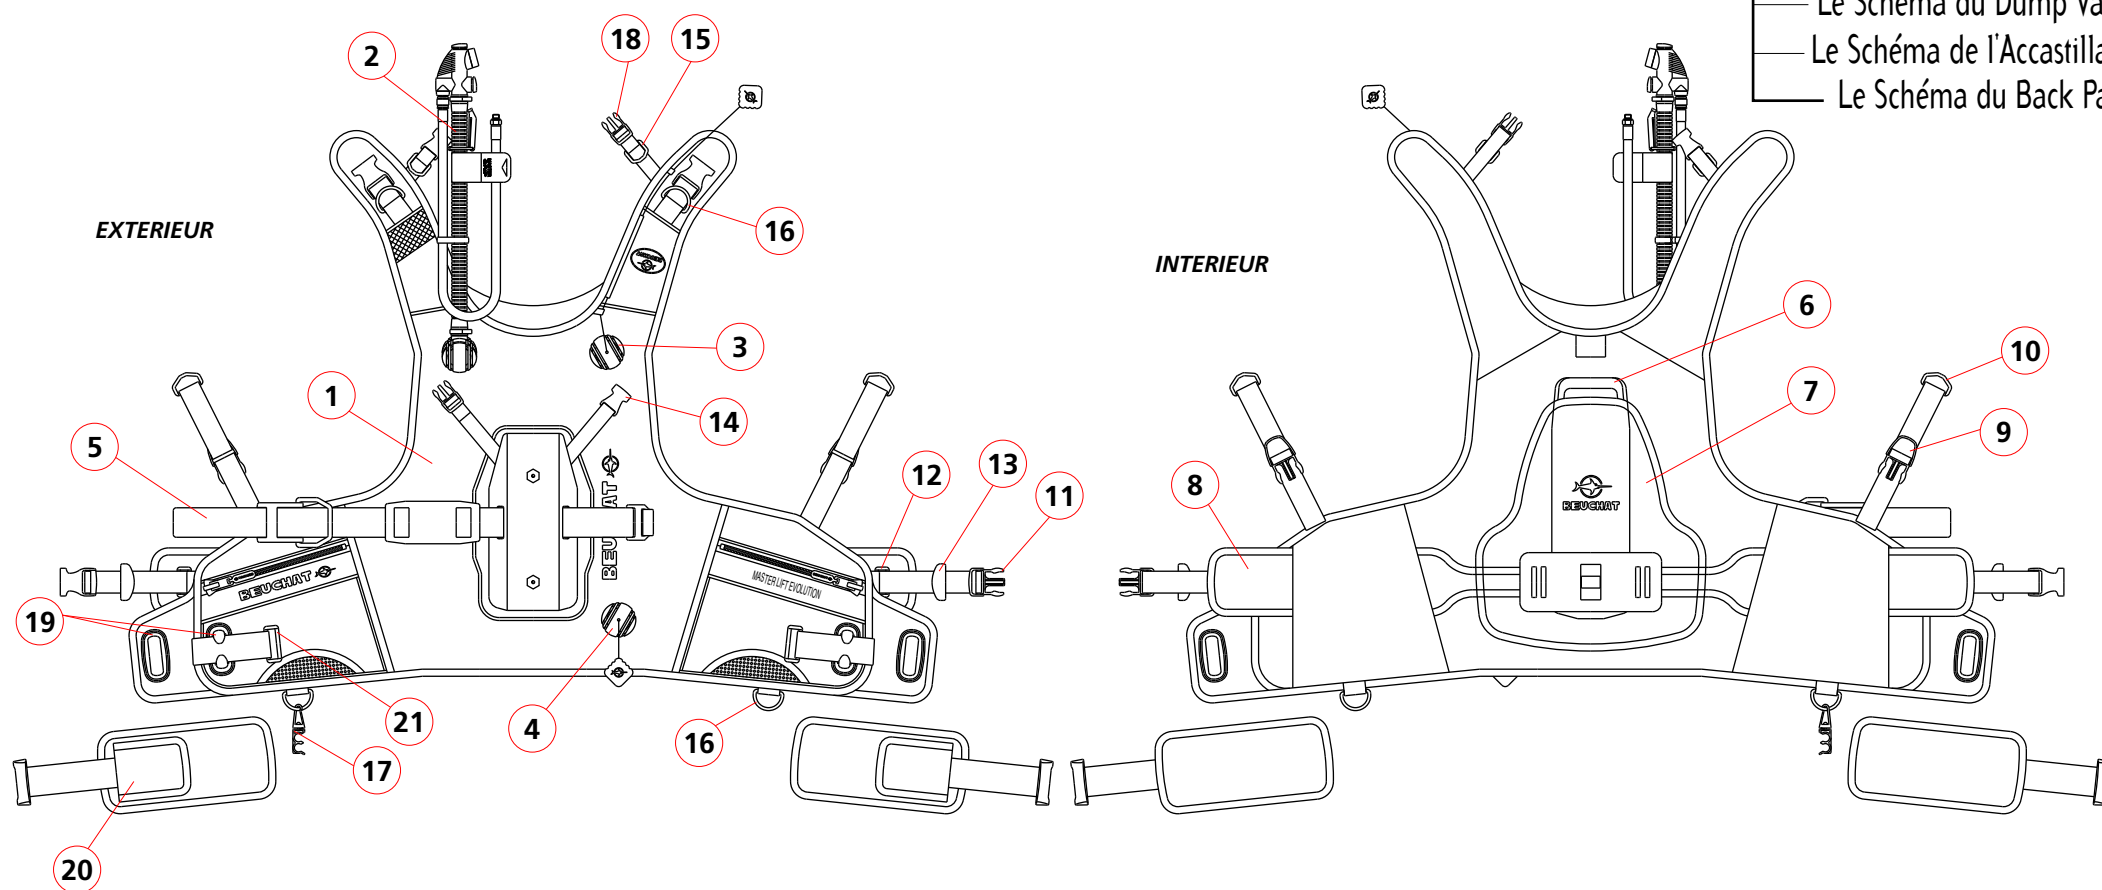 Le Schéma du Dump Va
Le Schéma de l'Accastilla
Le Schéma du Back Pa
18
15
2
16
EXTERIEUR
INTERIEUR
6
3
10
1
7
14
9
5
12
13
11
8
BEUCHAT
BEUCHAT
BEUCHAT
MASTER LIFT EVOLUTION
19
21
4
16
17
20